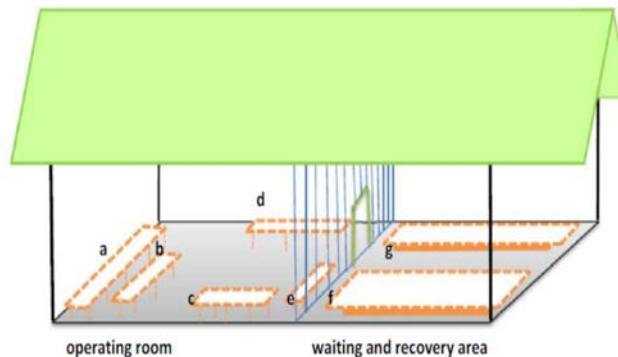 d
a
b
g
c
e
f
operating room
waiting and recovery area